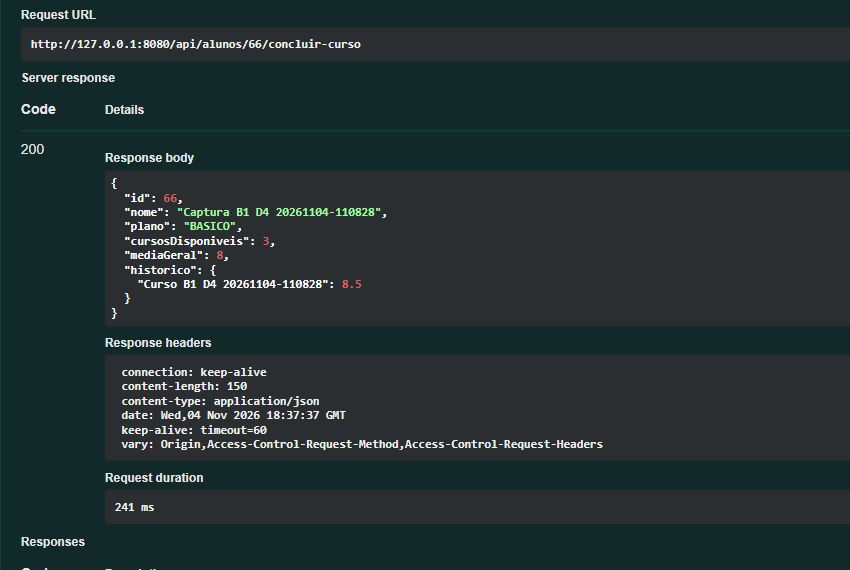 Request URL
http://127.0.0.1:8080/api/alunos/66/concluir-curso
Server response
Code Details
200
Response body
{
  "id": 66,
  "nome": "Captura B1 D4 20261104-110828",
  "plano": "BASICO",
  "cursosDisponiveis": 3,
  "mediaGeral": 8,
  "historico": {
    "Curso B1 D4 20261104-110828": 8.5
  }
}
Response headers
connection: keep-alive
content-length: 150
content-type: application/json
date: Wed,04 Nov 2026 18:37:37 GMT
keep-alive: timeout=60
vary: Origin,Access-Control-Request-Method,Access-Control-Request-Headers
Request duration
241 ms
Responses